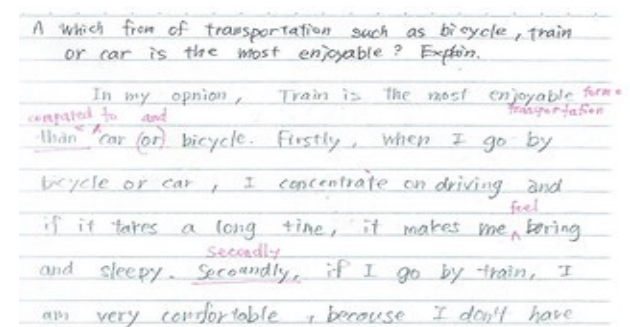 A Which from of transportation such as bicycle, train
or car is the most enjoyable? Explain.
In my opnion, Train is the most enjoyable form o
transportation
compared to and
than car (or) bicycle. Firstly, when I go by
bicycle or car, I concentrate on driving and
feel
if it takes a long time, it makes me boring
Secondly
and sleepy. Secoandly, if I go by train, I
am very comfortable, because I don't have